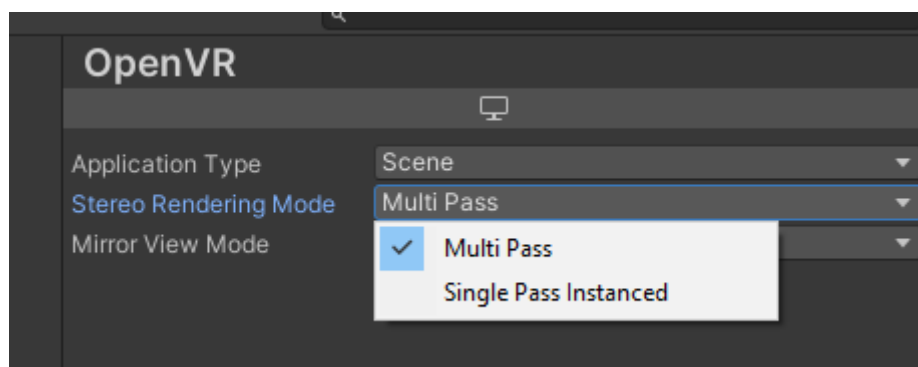 OpenVR
Application Type Scene
Stereo Rendering Mode Multi Pass
Mirror View Mode
Multi Pass
Single Pass Instanced